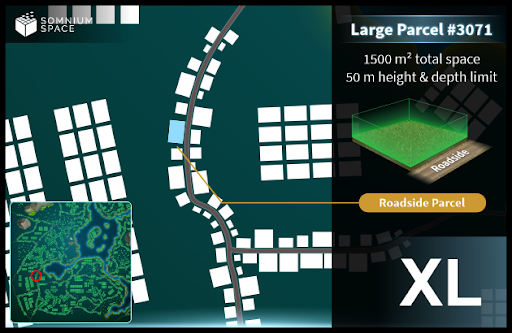 SOMNIUM
SPACE
Large Parcel #3071
1500 m² total space
50 m height & depth limit
Roadside
Roadside Parcel
XL